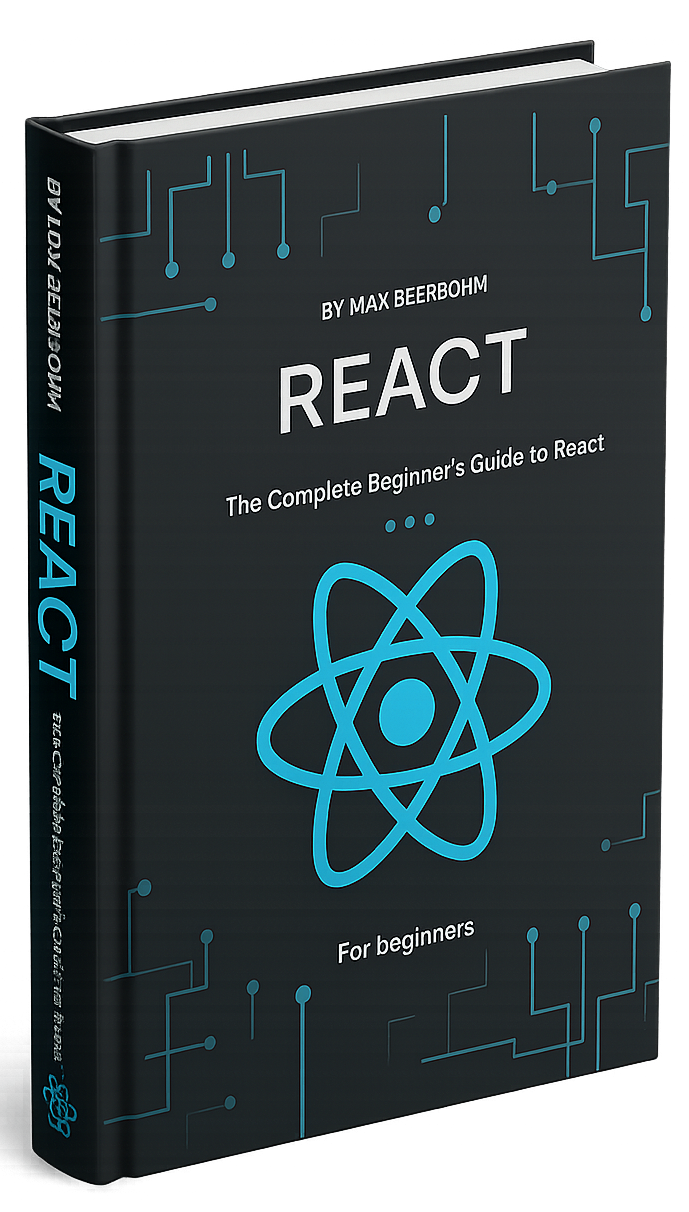 BY MAX BEERBOHM
REACT
The Complete Beginner's Guide to React
For beginners
REACT